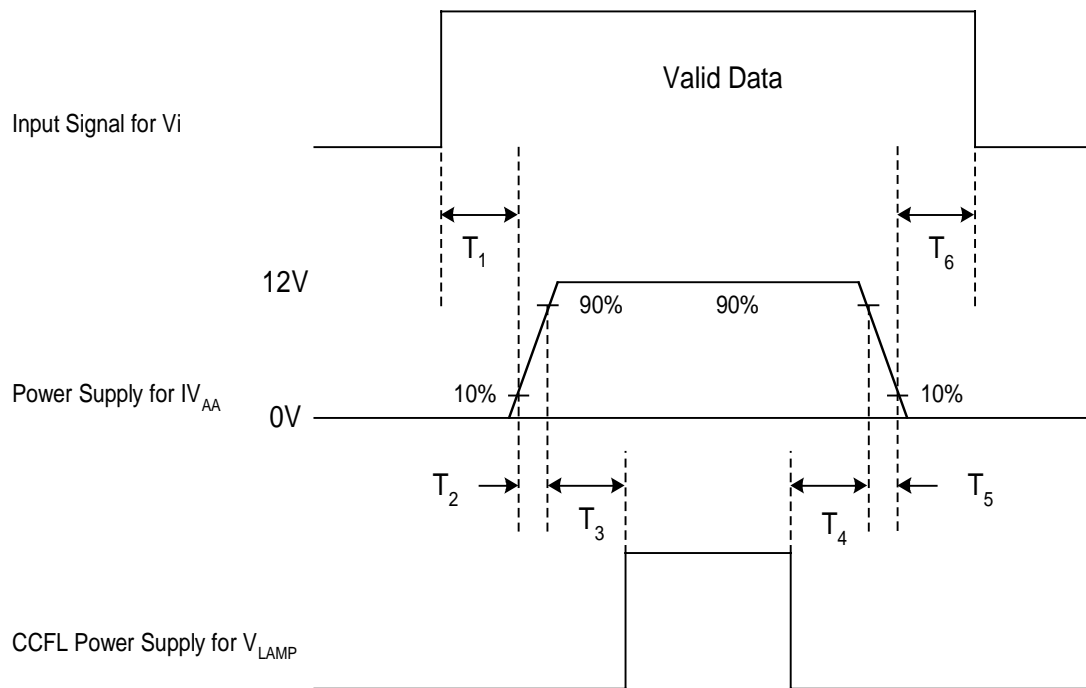 Valid Data
Input Signal for Vi
T1
T6
12V
90% 90%
Power Supply for IVAA
10% 10%
0V
T2
T3
T4
T5
CCFL Power Supply for VLAMP